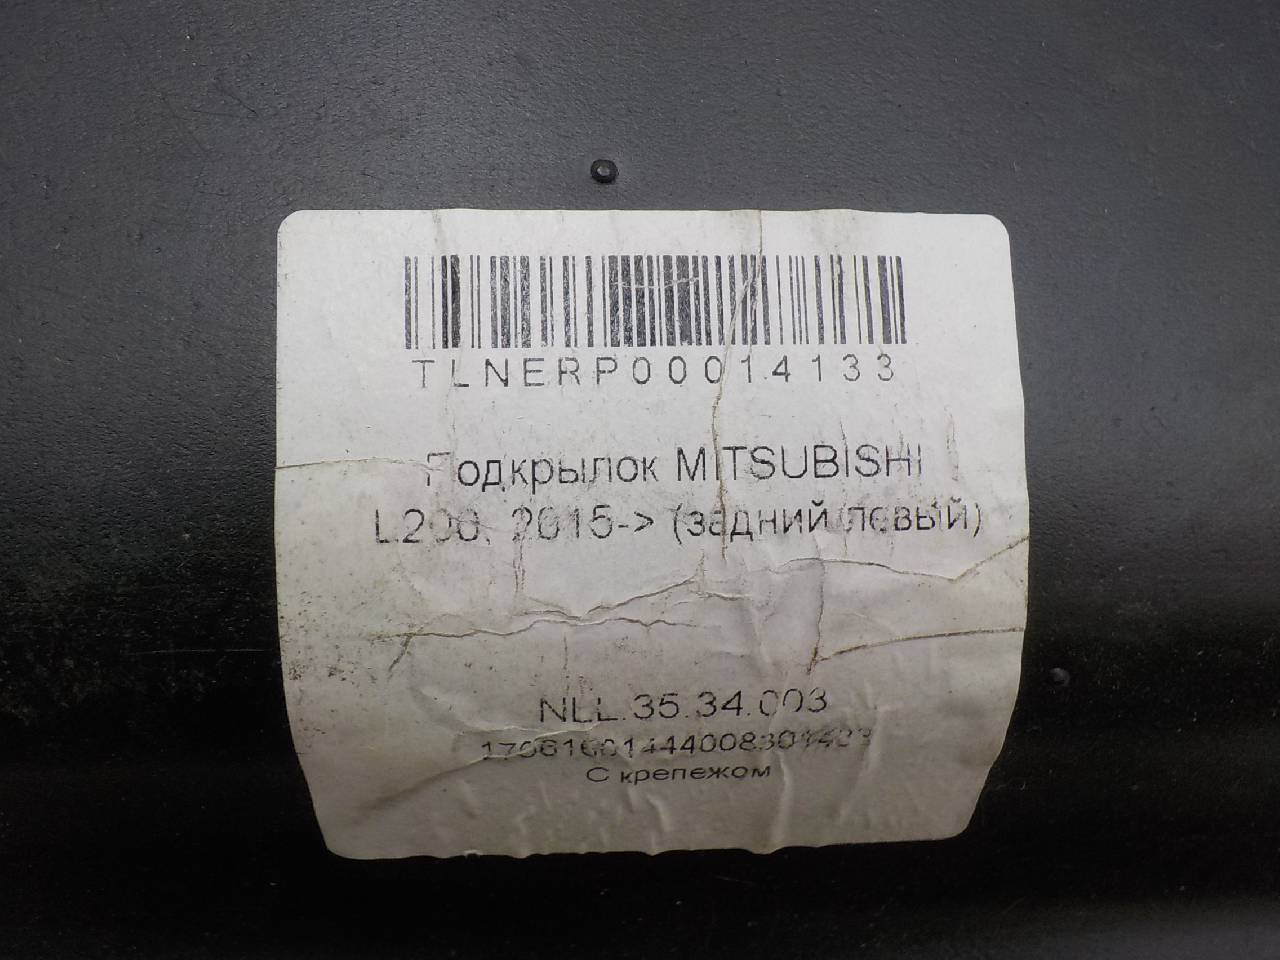 TLNERP00014133
Подкрылок MITSUBISHI
L200, 2015-> (задний левый)
NLL.35.34.003
С крепежом